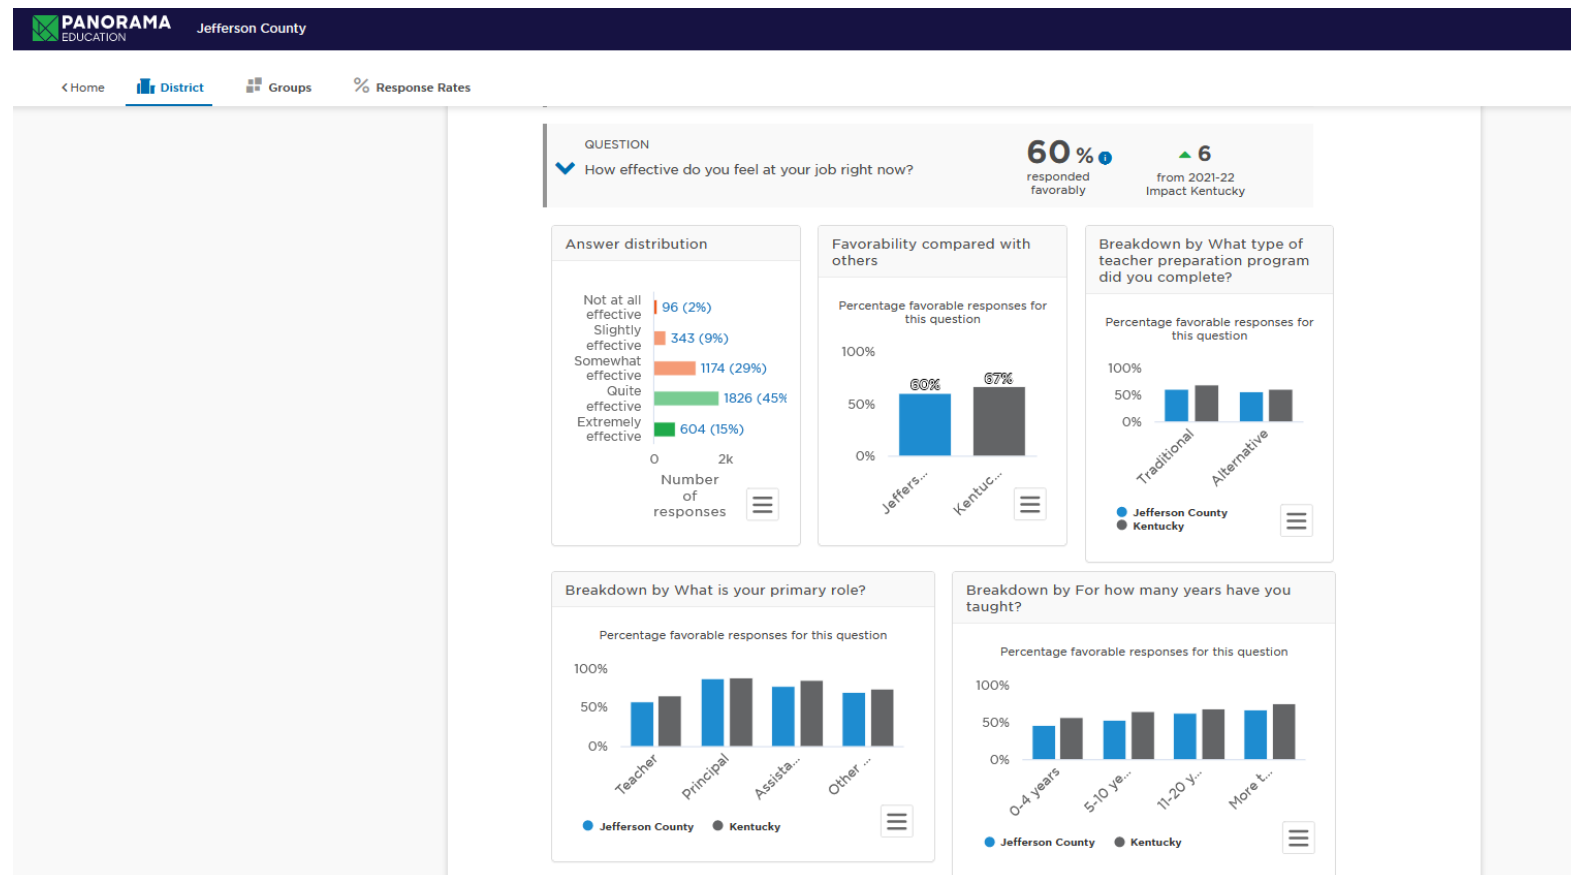 PANORAMA
EDUCATION
Jefferson County
Home
District
Groups
Response Rates
QUESTION
How effective do you feel at your job right now?
60 %
responded
favorably
6
from 2021-22
Impact Kentucky
Answer distribution
Not at all
effective
96 (2%)
Slightly
effective
343 (9%)
Somewhat
effective
1174 (29%)
Quite
effective
1826 (45%
Extremely
effective
604 (15%)
0
2k
Number
of
responses
Favorability compared with
others
Percentage favorable responses for
this question
100%
50%
0%
60%
67%
Jeffers...
Kentuc...
Breakdown by What type of
teacher preparation program
did you complete?
Percentage favorable responses for
this question
100%
50%
0%
Traditional
Alternative
Jefferson County
Kentucky
Breakdown by What is your primary role?
Percentage favorable responses for this question
100%
50%
0%
Teacher
Principal
Assista...
Other ...
Jefferson County
Kentucky
Breakdown by For how many years have you
taught?
Percentage favorable responses for this question
100%
50%
0%
0-4 years
5-10 ye...
11-20 y...
More t...
Jefferson County
Kentucky